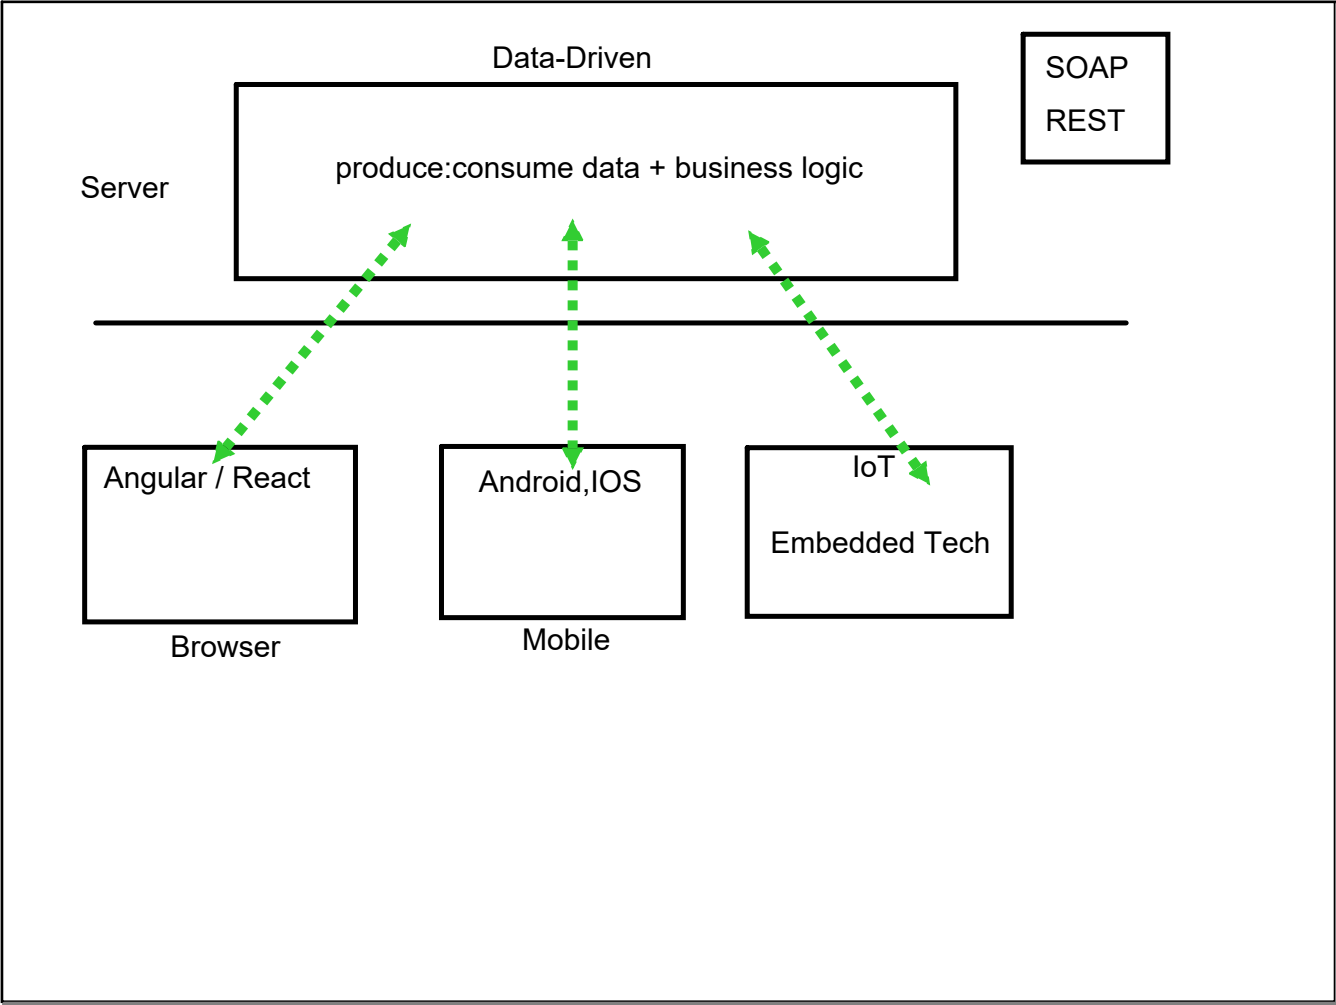 Data-Driven
SOAP
REST
produce:consume data + business logic
Server
Angular / React
Android,IOS
IoT
Embedded Tech
Browser
Mobile